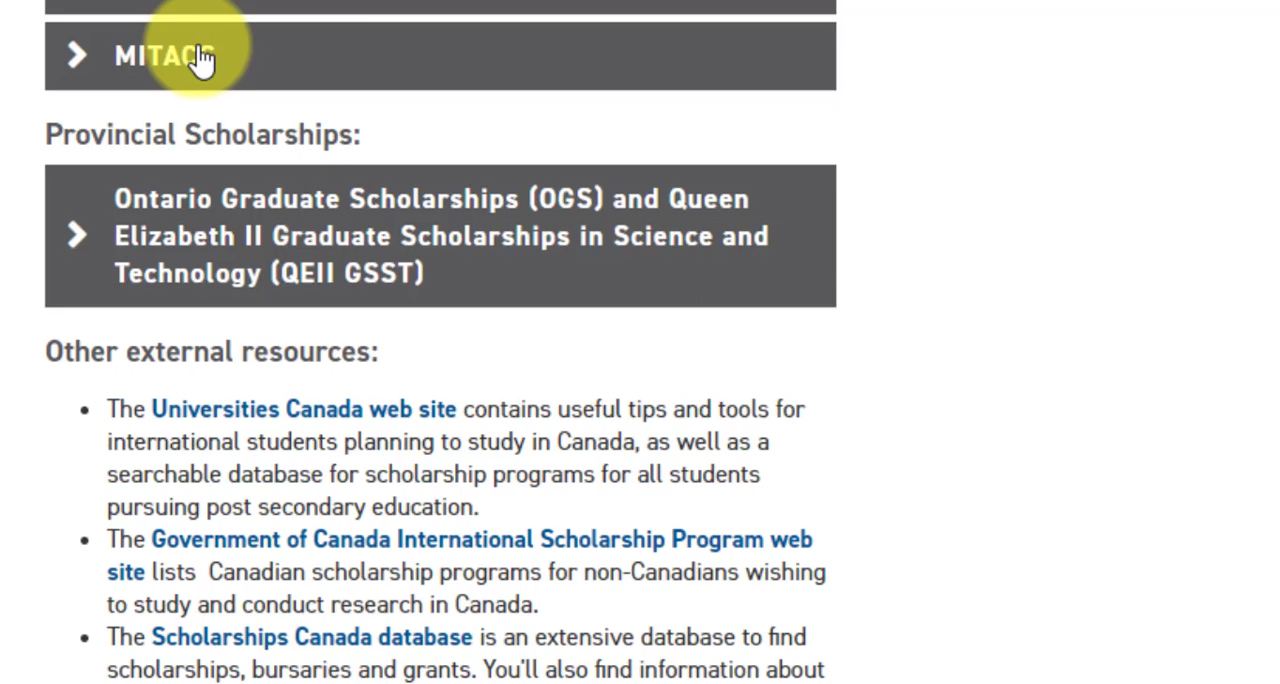 MITACS
Provincial Scholarships:
Ontario Graduate Scholarships (OGS) and Queen
Elizabeth II Graduate Scholarships in Science and
Technology (QEII GSST)
Other external resources:
• The Universities Canada web site contains useful tips and tools for
international students planning to study in Canada, as well as a
searchable database for scholarship programs for all students
pursuing post secondary education.
• The Government of Canada International Scholarship Program web
site lists  Canadian scholarship programs for non-Canadians wishing
to study and conduct research in Canada.
• The Scholarships Canada database is an extensive database to find
scholarships, bursaries and grants. You'll also find information about